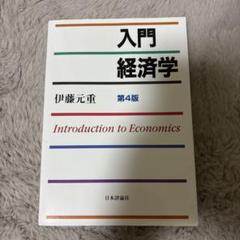 入門
経済学
伊藤元重
第4版
Introduction to Economics
日本評論社